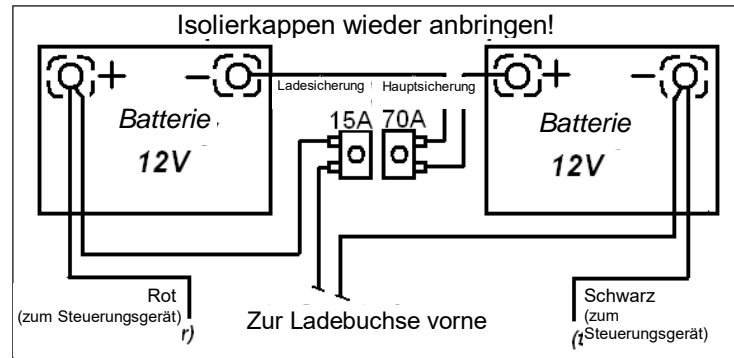 Isolierkappen wieder anbringen!
+ − + −
Ladesicherung Hauptsicherung
15A 70A
Batterie
12V
Batterie
12V
Rot
(zum Steuerungsgerät)
r)
Zur Ladebuchse vorne
Schwarz
(zum
Steuerungsgerät)